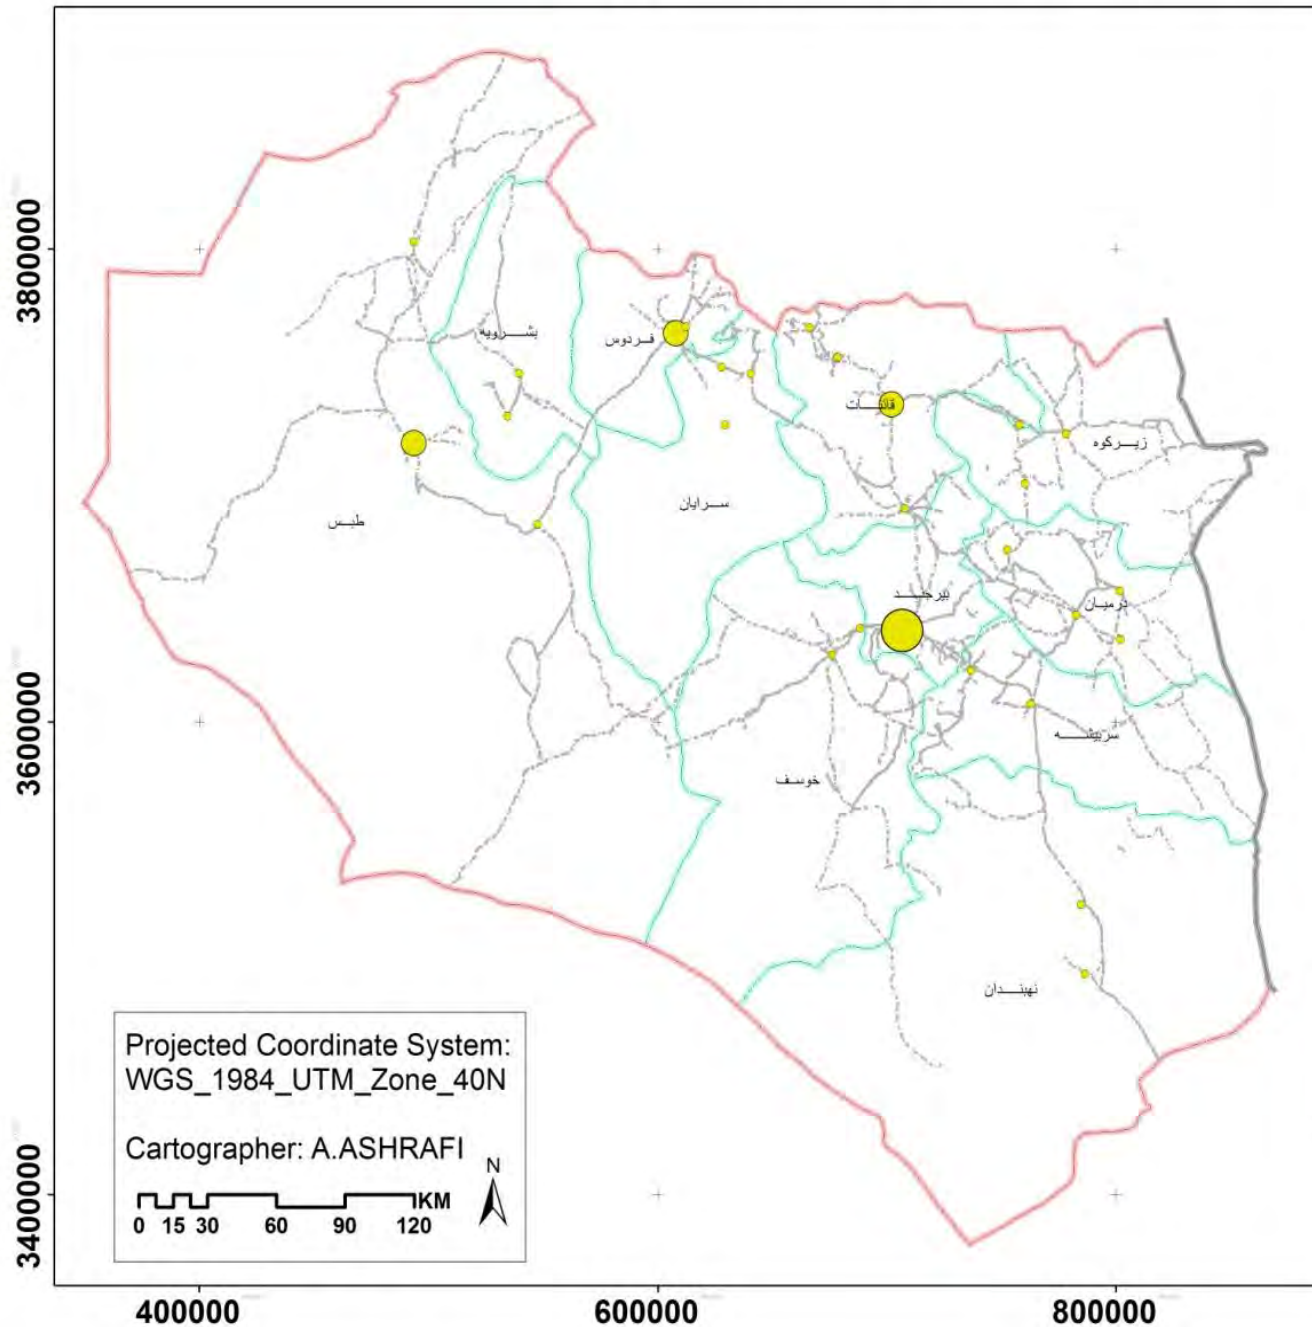 3800000
3600000
3400000
بشرویه
فردوس
قائنات
زیرکوه
سرایان
طبس
بیرجند
درمیان
سربیشه
خوسف
نهبندان
Projected Coordinate System:
WGS_1984_UTM_Zone_40N
Cartographer: A.ASHRAFI
N
KM
0 15 30 60 90 120
400000 600000 800000